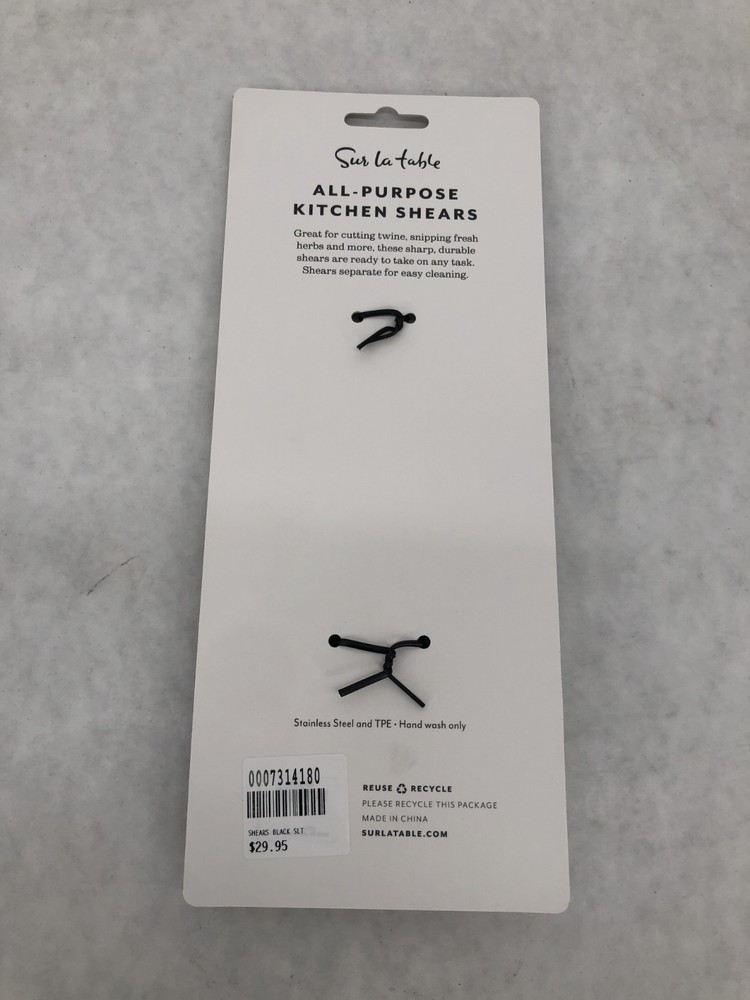 Sur la table
ALL-PURPOSE
KITCHEN SHEARS
Great for cutting twine, snipping fresh
herbs and more, these sharp, durable
shears are ready to take on any task.
Shears separate for easy cleaning.
Stainless Steel and TPE • Hand wash only
0007314180
SHEARS BLACK SLT
$29.95
REUSE RECYCLE
PLEASE RECYCLE THIS PACKAGE
MADE IN CHINA
SURLATABLE.COM